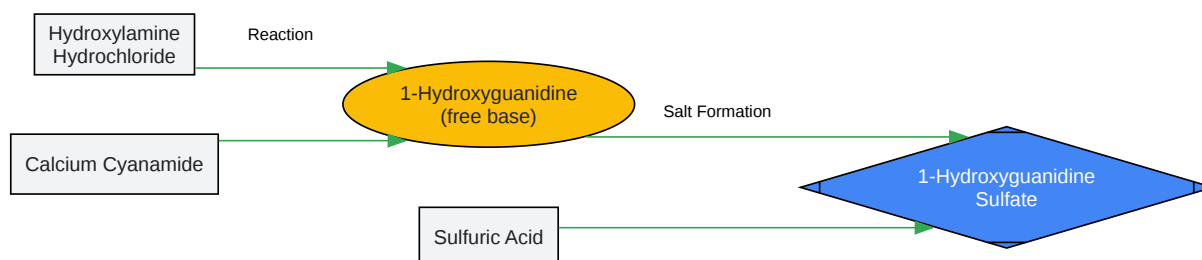 Hydroxylamine
Hydrochloride
Reaction
1-Hydroxyguanidine
(free base)
Salt Formation
Calcium Cyanamide
1-Hydroxyguanidine
Sulfate
Sulfuric Acid